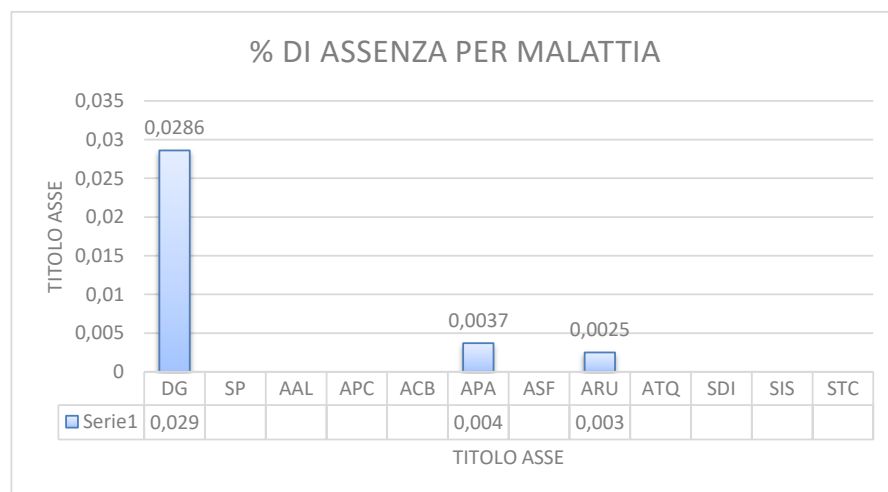 % DI ASSENZA PER MALATTIA
0,035
0,03
0,025
0,02
0,015
0,01
0,005
0
TITOLO ASSE
0,0286
0,0037
0,0025
DG SP AAL APC ACB APA ASF ARU ATQ SDI SIS STC
Serie1 0,029 0,004 0,003
TITOLO ASSE